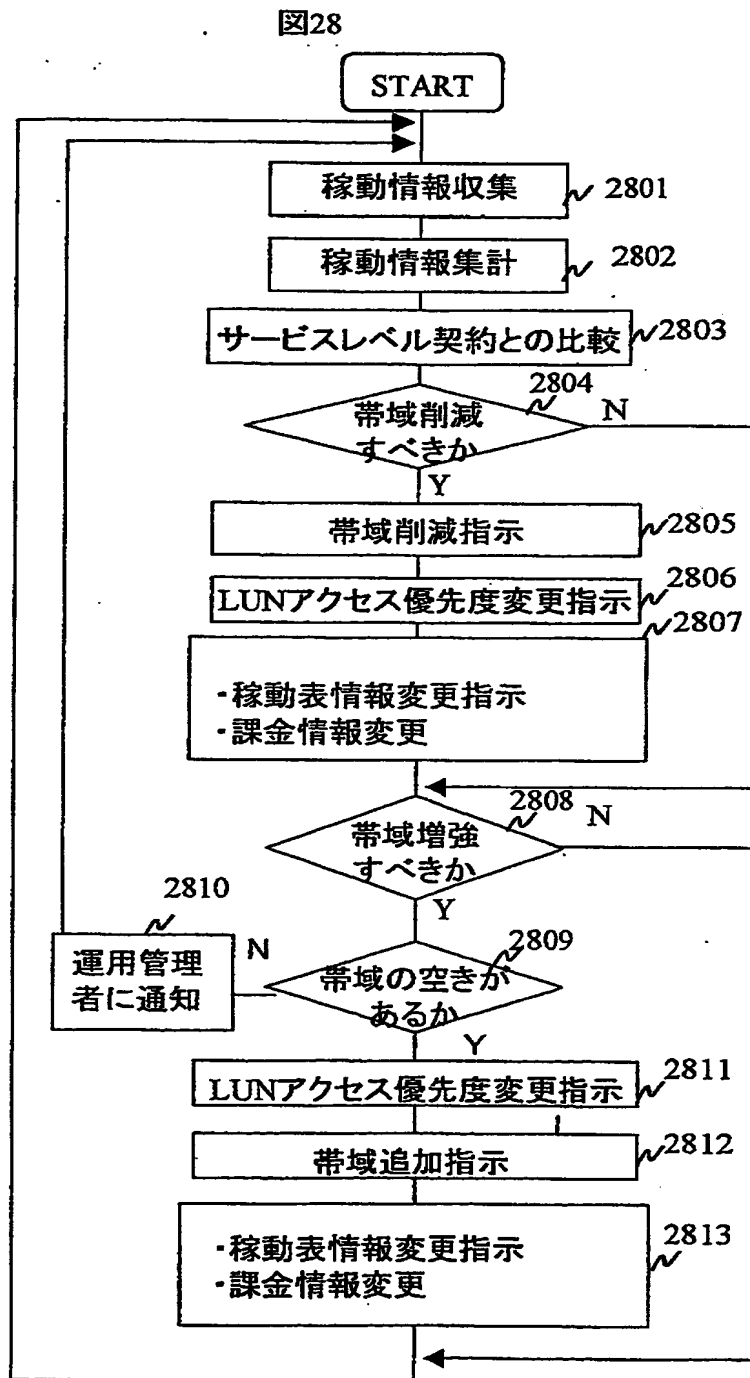 図28
START
稼動情報収集
2801
稼動情報集計
2802
サービスレベル契約との比較
2803
2804
帯域削減
すべきか
N
Y
帯域削減指示
2805
LUNアクセス優先度変更指示
2806
2807
・稼動表情報変更指示
・課金情報変更
2808
帯域増強
すべきか
N
Y
2810
運用管理
者に通知
N
2809
帯域の空きが
あるか
Y
LUNアクセス優先度変更指示
2811
帯域追加指示
2812
・稼動表情報変更指示
・課金情報変更
2813